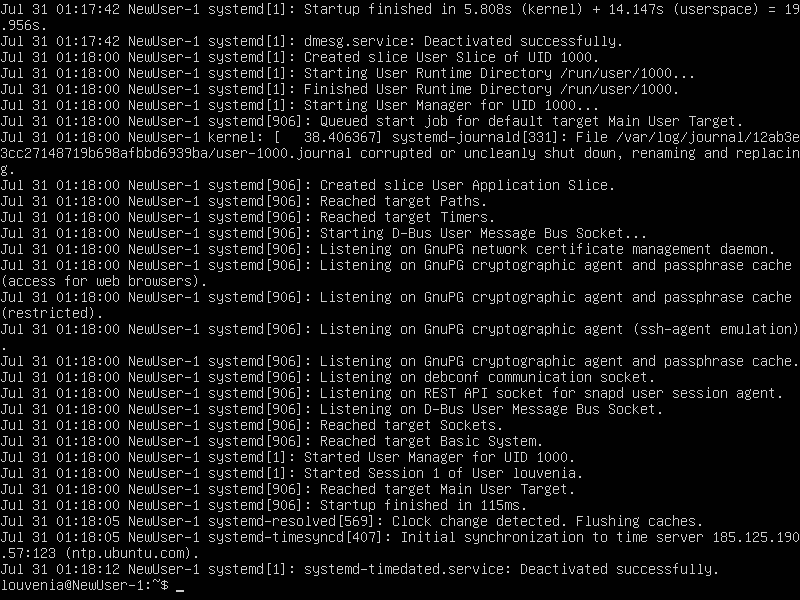 Jul 31 01:17:42 NewUser-1 systemd[1]: Startup finished in 5.808s (kernel) + 14.147s (userspace) = 19
.956s.
Jul 31 01:17:42 NewUser-1 systemd[1]: dmesg.service: Deactivated successfully.
Jul 31 01:18:00 NewUser-1 systemd[1]: Created slice User Slice of UID 1000.
Jul 31 01:18:00 NewUser-1 systemd[1]: Starting User Runtime Directory /run/user/1000...
Jul 31 01:18:00 NewUser-1 systemd[1]: Finished User Runtime Directory /run/user/1000.
Jul 31 01:18:00 NewUser-1 systemd[1]: Starting User Manager for UID 1000...
Jul 31 01:18:00 NewUser-1 systemd[906]: Queued start job for default target Main User Target.
Jul 31 01:18:00 NewUser-1 kernel: [   38.406367] systemd-journald[331]: File /var/log/journal/12ab3e
3cc27148719b698afbbd6939ba/user-1000.journal corrupted or uncleanly shut down, renaming and replacin
g.
Jul 31 01:18:00 NewUser-1 systemd[906]: Created slice User Application Slice.
Jul 31 01:18:00 NewUser-1 systemd[906]: Reached target Paths.
Jul 31 01:18:00 NewUser-1 systemd[906]: Reached target Timers.
Jul 31 01:18:00 NewUser-1 systemd[906]: Starting D-Bus User Message Bus Socket...
Jul 31 01:18:00 NewUser-1 systemd[906]: Listening on GnuPG network certificate management daemon.
Jul 31 01:18:00 NewUser-1 systemd[906]: Listening on GnuPG cryptographic agent and passphrase cache
(access for web browsers).
Jul 31 01:18:00 NewUser-1 systemd[906]: Listening on GnuPG cryptographic agent and passphrase cache
(restricted).
Jul 31 01:18:00 NewUser-1 systemd[906]: Listening on GnuPG cryptographic agent (ssh-agent emulation)
.
Jul 31 01:18:00 NewUser-1 systemd[906]: Listening on GnuPG cryptographic agent and passphrase cache.
Jul 31 01:18:00 NewUser-1 systemd[906]: Listening on debconf communication socket.
Jul 31 01:18:00 NewUser-1 systemd[906]: Listening on REST API socket for snapd user session agent.
Jul 31 01:18:00 NewUser-1 systemd[906]: Listening on D-Bus User Message Bus Socket.
Jul 31 01:18:00 NewUser-1 systemd[906]: Reached target Sockets.
Jul 31 01:18:00 NewUser-1 systemd[906]: Reached target Basic System.
Jul 31 01:18:00 NewUser-1 systemd[1]: Started User Manager for UID 1000.
Jul 31 01:18:00 NewUser-1 systemd[1]: Started Session 1 of User louvenia.
Jul 31 01:18:00 NewUser-1 systemd[906]: Reached target Main User Target.
Jul 31 01:18:00 NewUser-1 systemd[906]: Startup finished in 115ms.
Jul 31 01:18:05 NewUser-1 systemd-resolved[569]: Clock change detected. Flushing caches.
Jul 31 01:18:05 NewUser-1 systemd-timesyncd[407]: Initial synchronization to time server 185.125.190
.57:123 (ntp.ubuntu.com).
Jul 31 01:18:12 NewUser-1 systemd[1]: systemd-timedated.service: Deactivated successfully.
louvenia@NewUser-1:~$ _